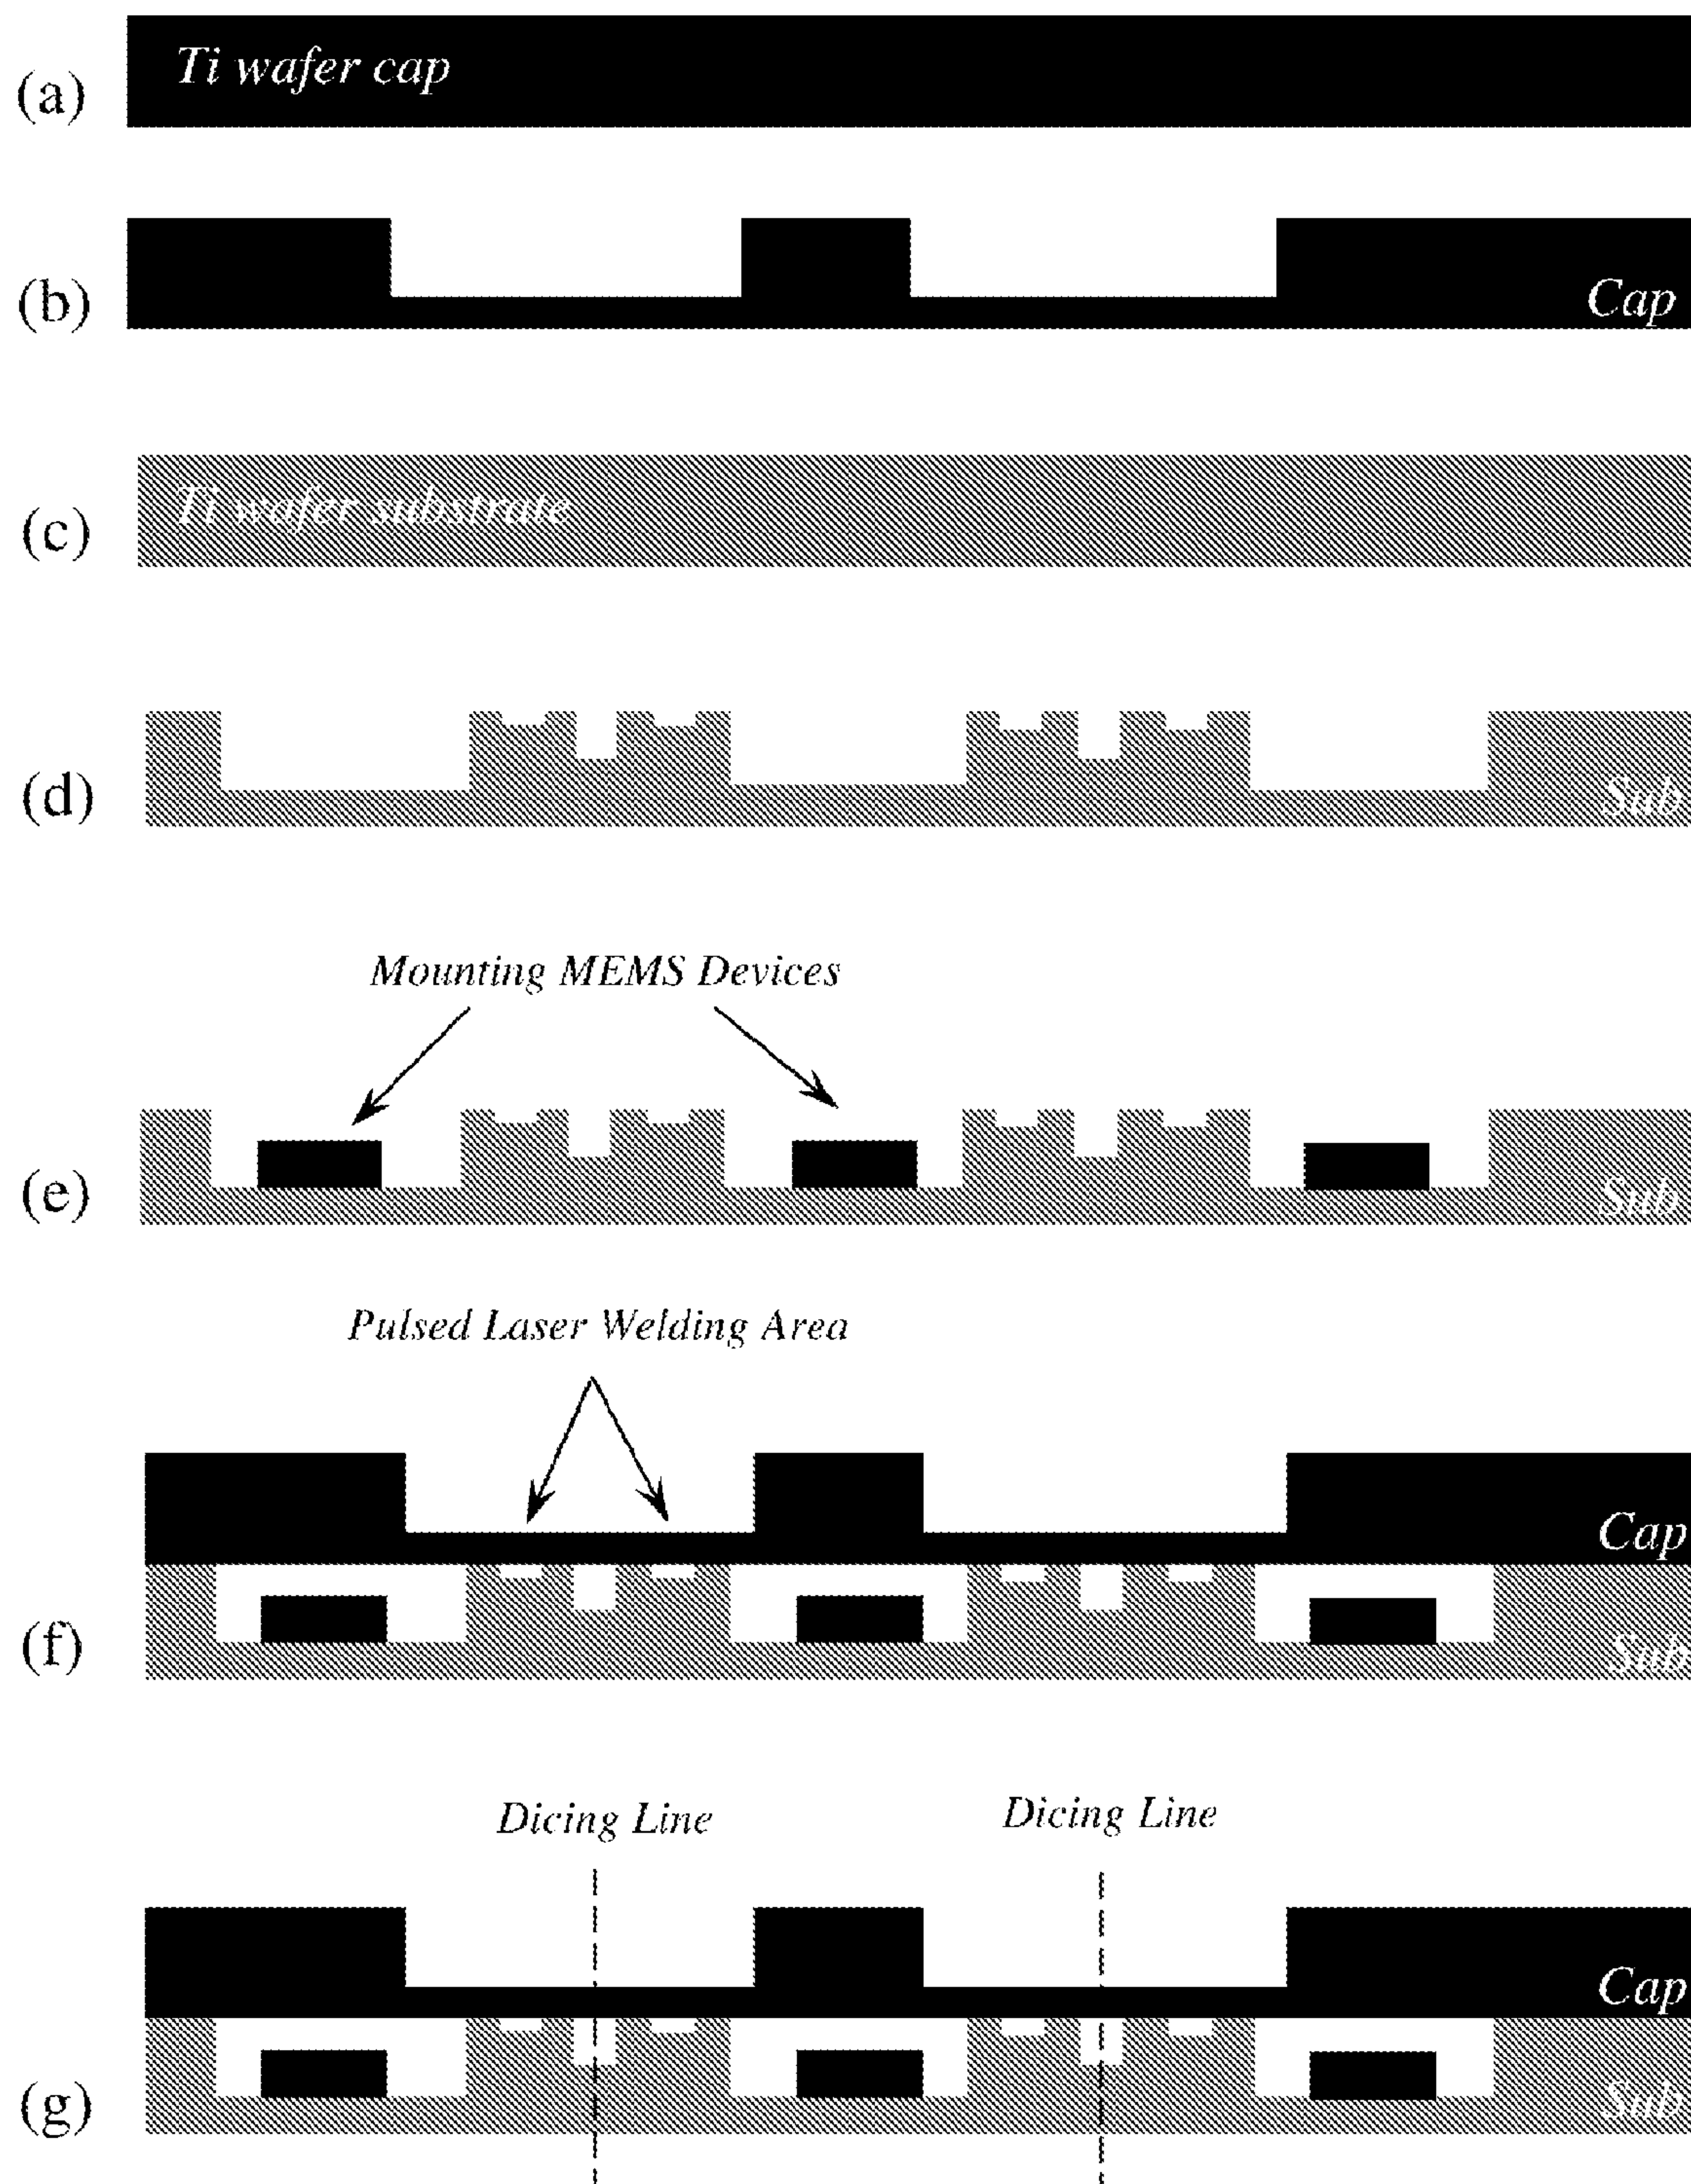 (a)
Ti wafer cap
(b)
Cap
(c)
Ti wafer substrate
(d)
Sub
Mounting MEMS Devices
(e)
Sub
Pulsed Laser Welding Area
Cap
(f)
Sub
Dicing Line
Dicing Line
Cap
(g)
Sub